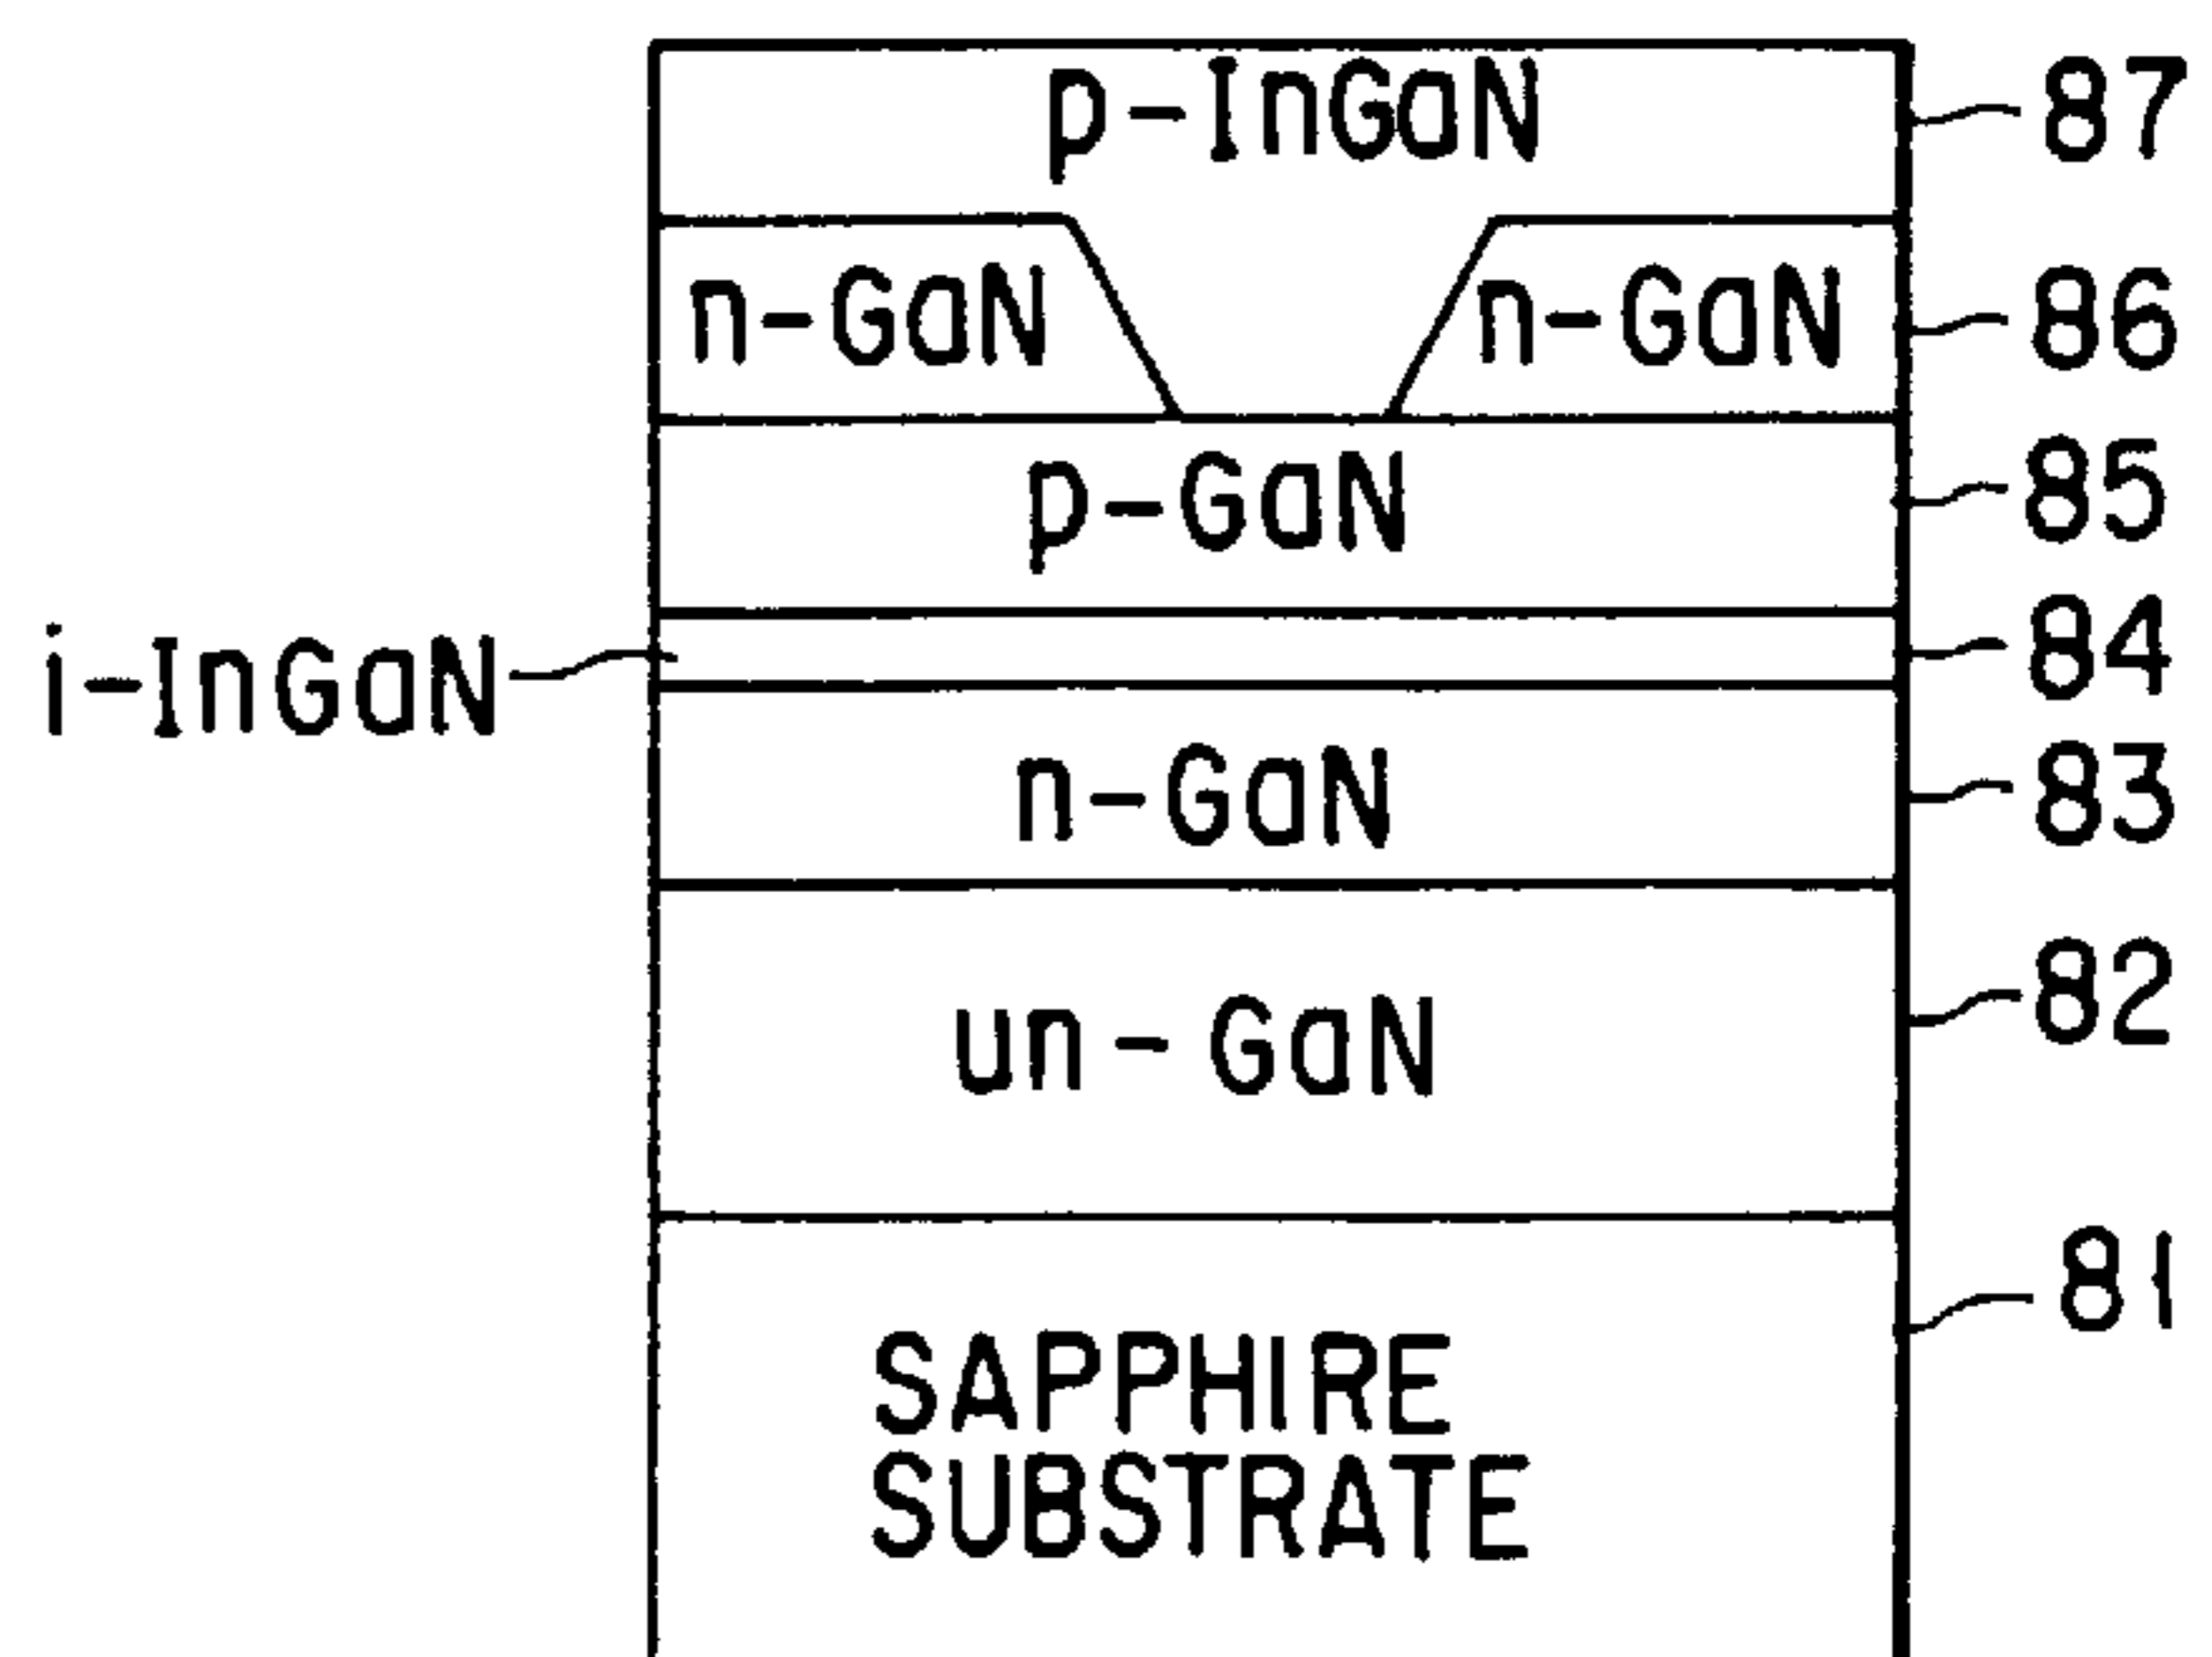 p-InGaN 87
n-GaN n-GaN 86
p-GaN 85
84
i-InGaN
n-GaN 83
un-GaN 82
81
SAPPHIRE
SUBSTRATE